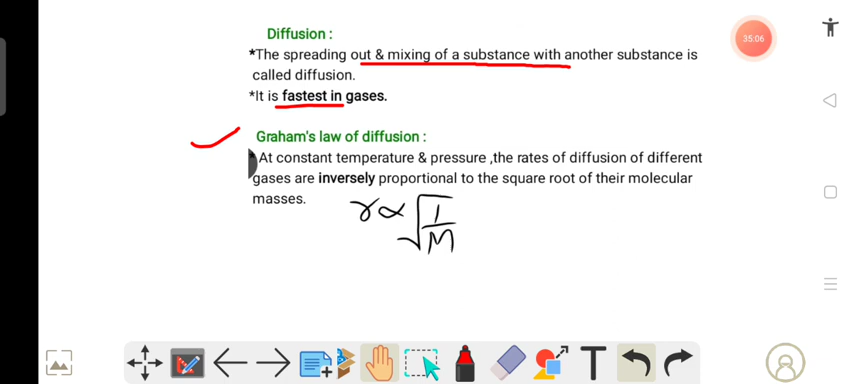 Diffusion :
*The spreading out & mixing of a substance with another substance is
called diffusion.
*It is fastest in gases.
Graham's law of diffusion :
* At constant temperature & pressure ,the rates of diffusion of different
gases are inversely proportional to the square root of their molecular
masses.
r ∝ √1/M
35:06
T